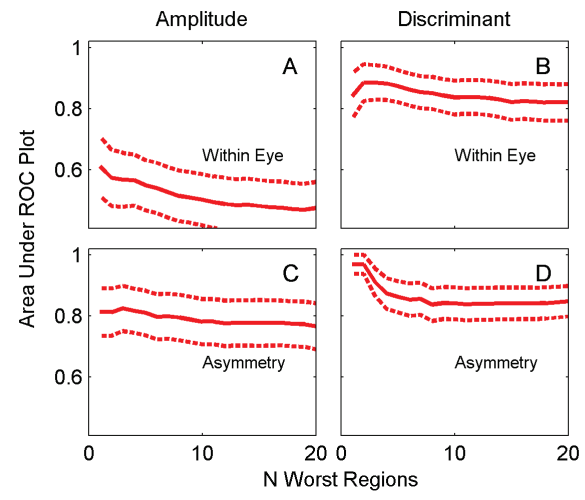 Amplitude Discriminant
Area Under ROC Plot
1
0.8
0.6
A
Within Eye
B
Within Eye
1
0.8
0.6
C
Asymmetry
D
Asymmetry
0 10 20 0 10 20
N Worst Regions